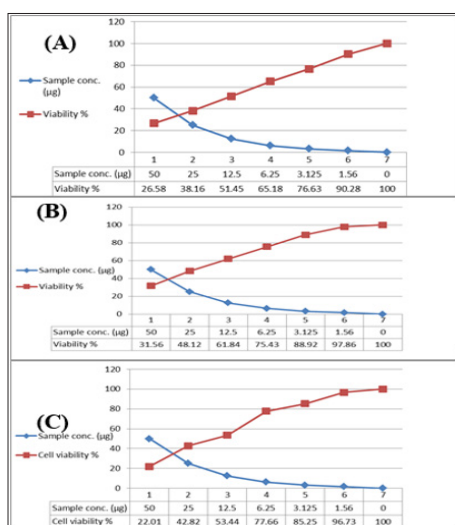 (A)
120
100
80
60
40
20
0
Sample conc. (µg)
Viability %
1 2 3 4 5 6 7
Sample conc. (µg) 50 25 12.5 6.25 3.125 1.56 0
Viability % 26.58 38.16 51.45 65.18 76.63 90.28 100
(B)
120
100
80
60
40
20
0
Sample conc. (µg)
Viability %
1 2 3 4 5 6 7
Sample conc. (µg) 50 25 12.5 6.25 3.125 1.56 0
Viability % 31.56 48.12 61.84 75.43 88.92 97.86 100
(C)
120
100
80
60
40
20
0
Sample conc. (µg)
Cell viability %
1 2 3 4 5 6 7
Sample conc. (µg) 50 25 12.5 6.25 3.125 1.56 0
Cell viability % 22.01 42.82 53.44 77.66 85.25 96.73 100